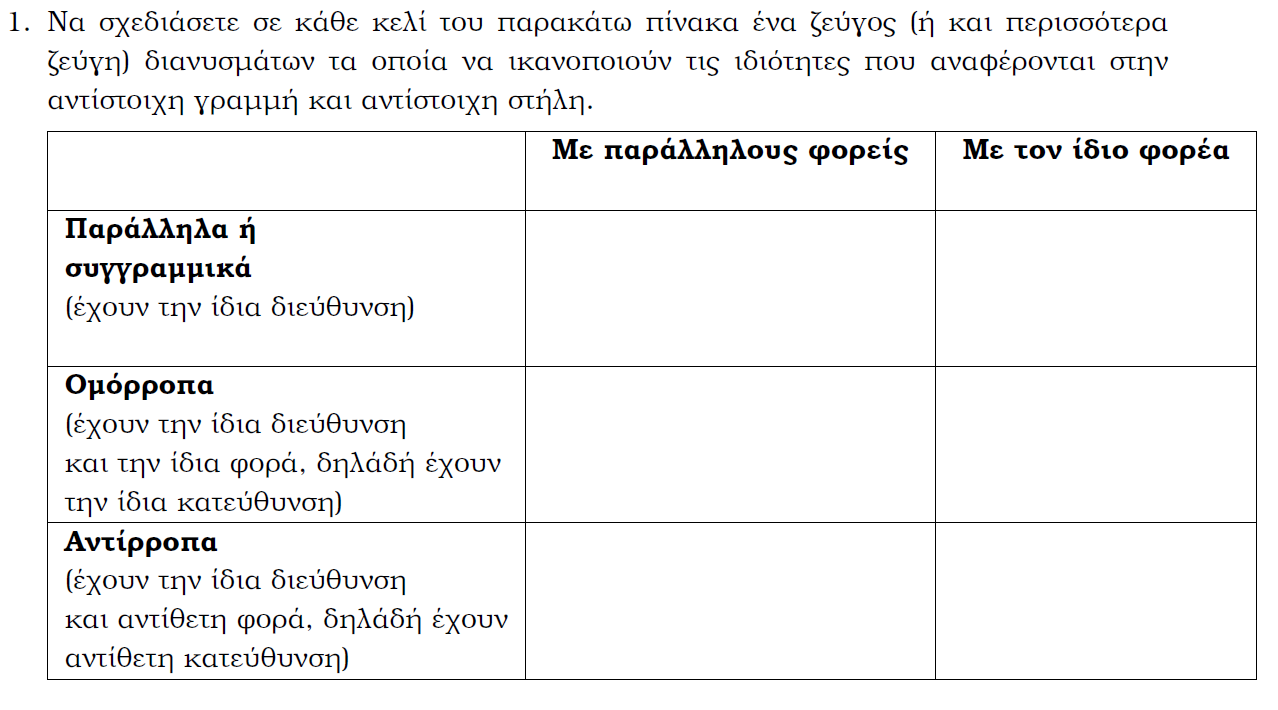 1. Να σχεδιάσετε σε κάθε κελί του παρακάτω πίνακα ένα ζεύγος (ή και περισσότερα
ζεύγη) διανυσμάτων τα οποία να ικανοποιούν τις ιδιότητες που αναφέρονται στην
αντίστοιχη γραμμή και αντίστοιχη στήλη.
Με παράλληλους φορείς
Με τον ίδιο φορέα
Παράλληλα ή
συγγραμμικά
(έχουν την ίδια διεύθυνση)
Ομόρροπα
(έχουν την ίδια διεύθυνση
και την ίδια φορά, δηλάδή έχουν
την ίδια κατεύθυνση)
Αντίρροπα
(έχουν την ίδια διεύθυνση
και αντίθετη φορά, δηλάδή έχουν
αντίθετη κατεύθυνση)